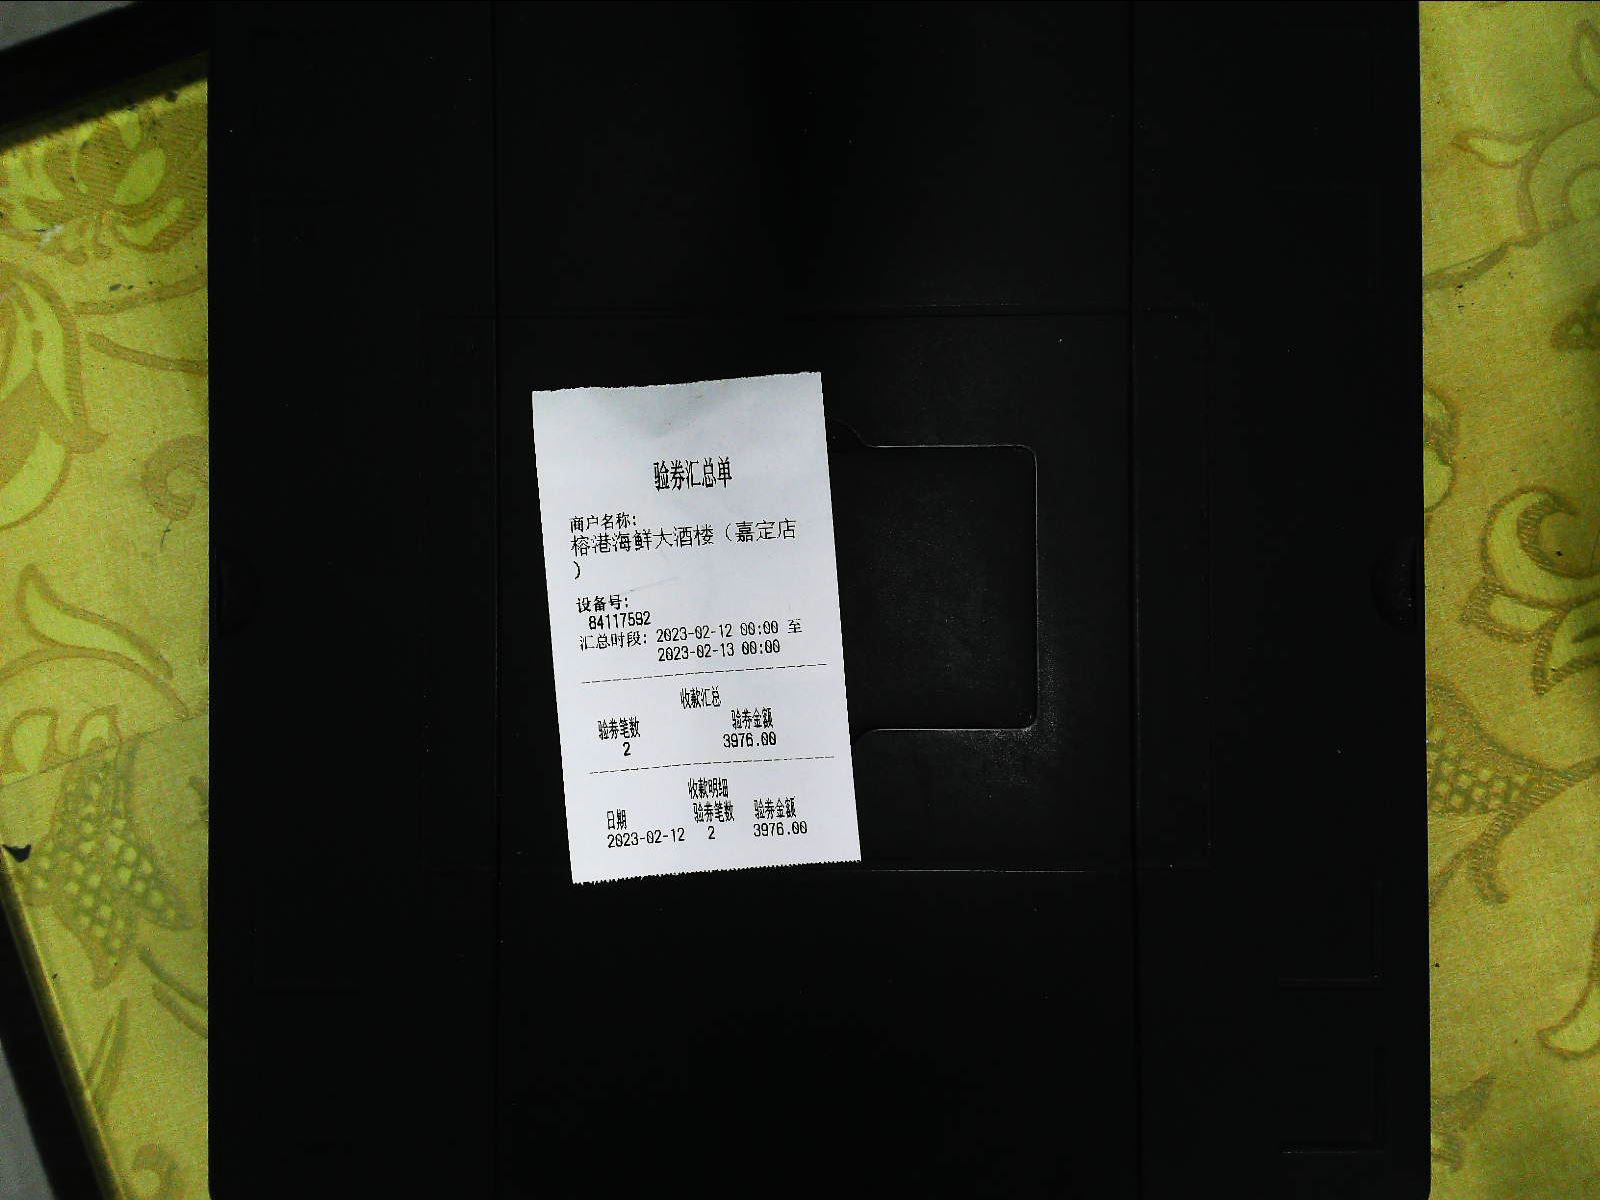 验券汇总单
商户名称:
榕港海鲜大酒楼（嘉定店
）
设备号:
84117592
汇总时段: 2023-02-12 00:00 至
2023-02-13 00:00
收款汇总
验券笔数 验券金额
2 3976.00
收款明细
日期 验券笔数 验券金额
2023-02-12 2 3976.00